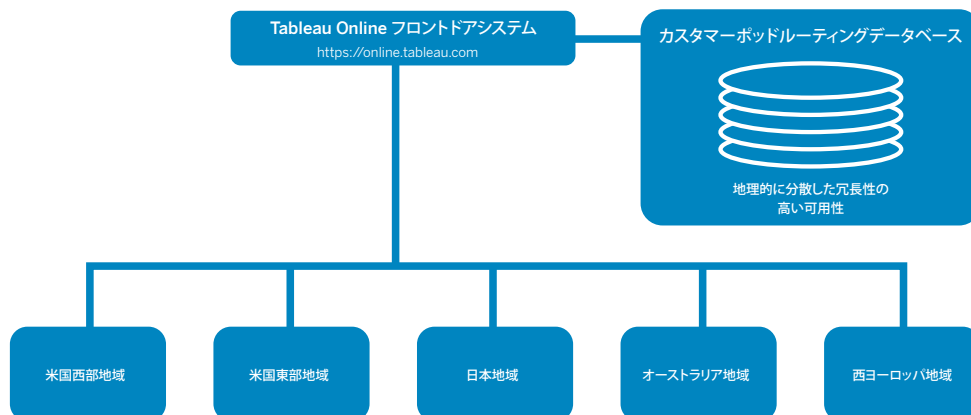 Tableau Online フロントドアシステム
https://online.tableau.com
カスタマーポッドルーティングデータベース
地理的に分散した冗長性の
高い可用性
米国西部地域
米国東部地域
日本地域
オーストラリア地域
西ヨーロッパ地域